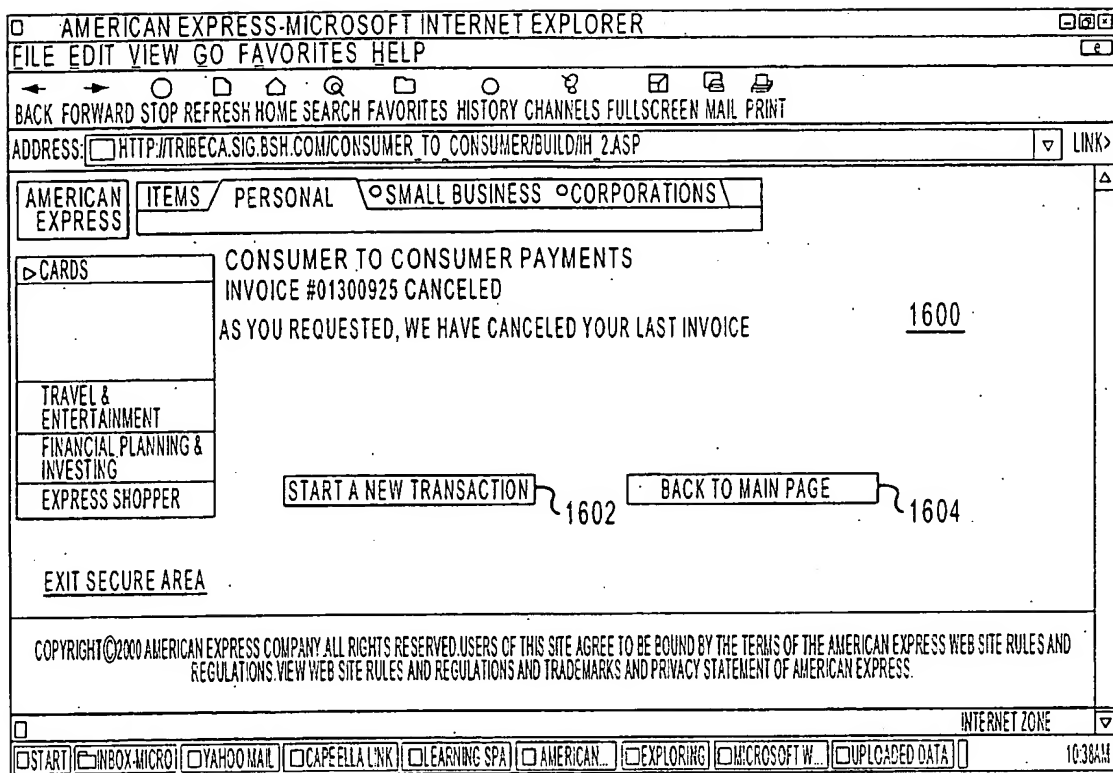 AMERICAN EXPRESS-MICROSOFT INTERNET EXPLORER
FILE EDIT VIEW GO FAVORITES HELP
e
BACK FORWARD STOP REFRESH HOME SEARCH FAVORITES HISTORY CHANNELS FULLSCREEN MAIL PRINT
ADDRESS: HTTP://TRIBECA.SIG.BSH.COM/CONSUMER_TO_CONSUMER/BUILD/IH_2.ASP LINK>
AMERICAN EXPRESS
ITEMS PERSONAL SMALL BUSINESS CORPORATIONS
CARDS
TRAVEL &
ENTERTAINMENT
FINANCIAL PLANNING &
INVESTING
EXPRESS SHOPPER
EXIT SECURE AREA
CONSUMER TO CONSUMER PAYMENTS
INVOICE #01300925 CANCELED
AS YOU REQUESTED, WE HAVE CANCELED YOUR LAST INVOICE
1600
START A NEW TRANSACTION 1602
BACK TO MAIN PAGE 1604
COPYRIGHT©2000 AMERICAN EXPRESS COMPANY.ALL RIGHTS RESERVED.USERS OF THIS SITE AGREE TO BE BOUND BY THE TERMS OF THE AMERICAN EXPRESS WEB SITE RULES AND
REGULATIONS.VIEW WEB SITE RULES AND REGULATIONS AND TRADEMARKS AND PRIVACY STATEMENT OF AMERICAN EXPRESS.
INTERNET ZONE
START INBOX-MICRO YAHOO MAIL CAPEELLA LINK LEARNING SPA AMERICAN... EXPLORING MICROSOFT W... UPLOADED DATA 10:38AM